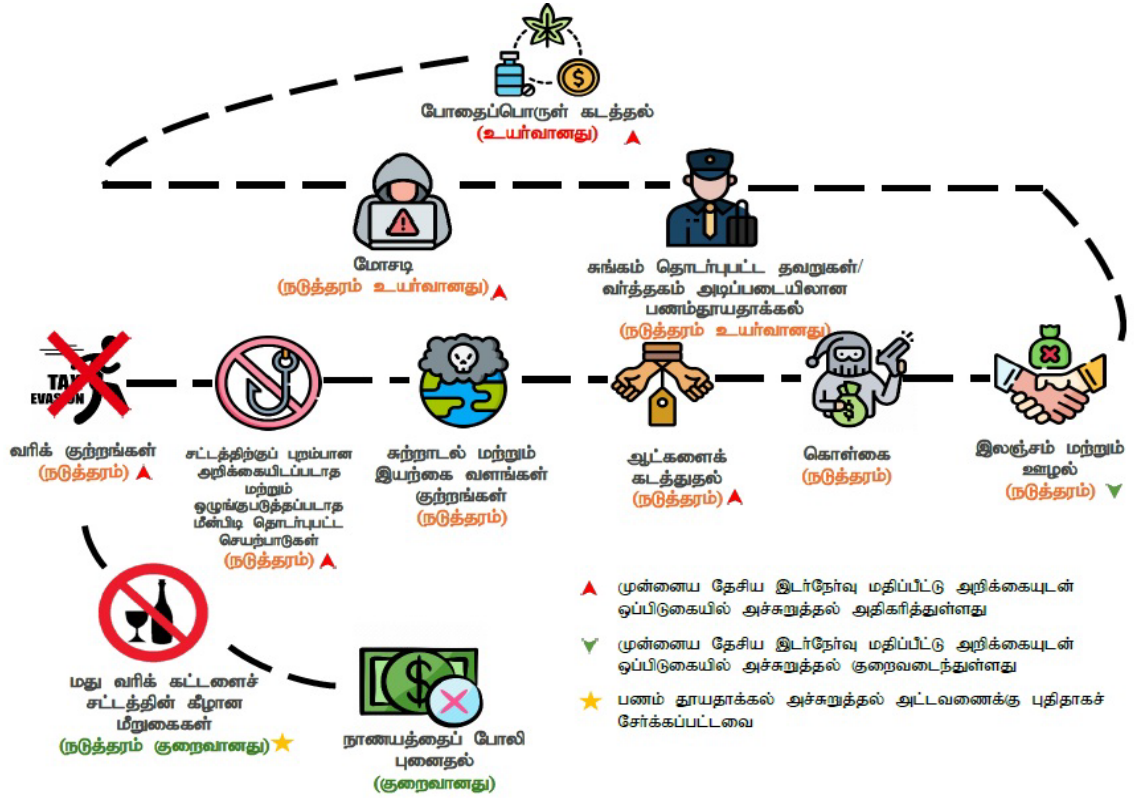 போதைப்பொருள் கடத்தல்
(உயர்வானது)
மோசடி
(நடுத்தரம் உயர்வானது)
சுங்கம் தொடர்புபட்ட தவறுகள்/
வர்த்தகம் அடிப்படையிலான
பணம்தூயதாக்கல்
(நடுத்தரம் உயர்வானது)
TAX
EVASION
வரிக் குற்றங்கள்
(நடுத்தரம்)
சட்டத்திற்குப் புறம்பான
அறிக்கையிடப்படாத
மற்றும்
ஒழுங்குபடுத்தப்படாத
மீன்பிடி தொடர்புபட்ட
செயற்பாடுகள்
(நடுத்தரம்)
சுற்றாடல் மற்றும்
இயற்கை வளங்கள்
குற்றங்கள்
(நடுத்தரம்)
ஆட்களைக்
கடத்துதல்
(நடுத்தரம்)
கொள்கை
(நடுத்தரம்)
இலஞ்சம் மற்றும்
ஊழல்
(நடுத்தரம்)
மது வரிக் கட்டளைச்
சட்டத்தின் கீழான
மீறுகைகள்
(நடுத்தரம் குறைவானது)
நாணயத்தைப் போலி
புனைதல்
(குறைவானது)
முன்னைய தேசிய இடர்நேர்வு மதிப்பீட்டு அறிக்கையுடன்
ஒப்பிடுகையில் அச்சுறுத்தல் அதிகரித்துள்ளது
முன்னைய தேசிய இடர்நேர்வு மதிப்பீட்டு அறிக்கையுடன்
ஒப்பிடுகையில் அச்சுறுத்தல் குறைவடைந்துள்ளது
பணம் தூயதாக்கல் அச்சுறுத்தல் அட்டவணைக்கு புதிதாகச்
சேர்க்கப்பட்டவை